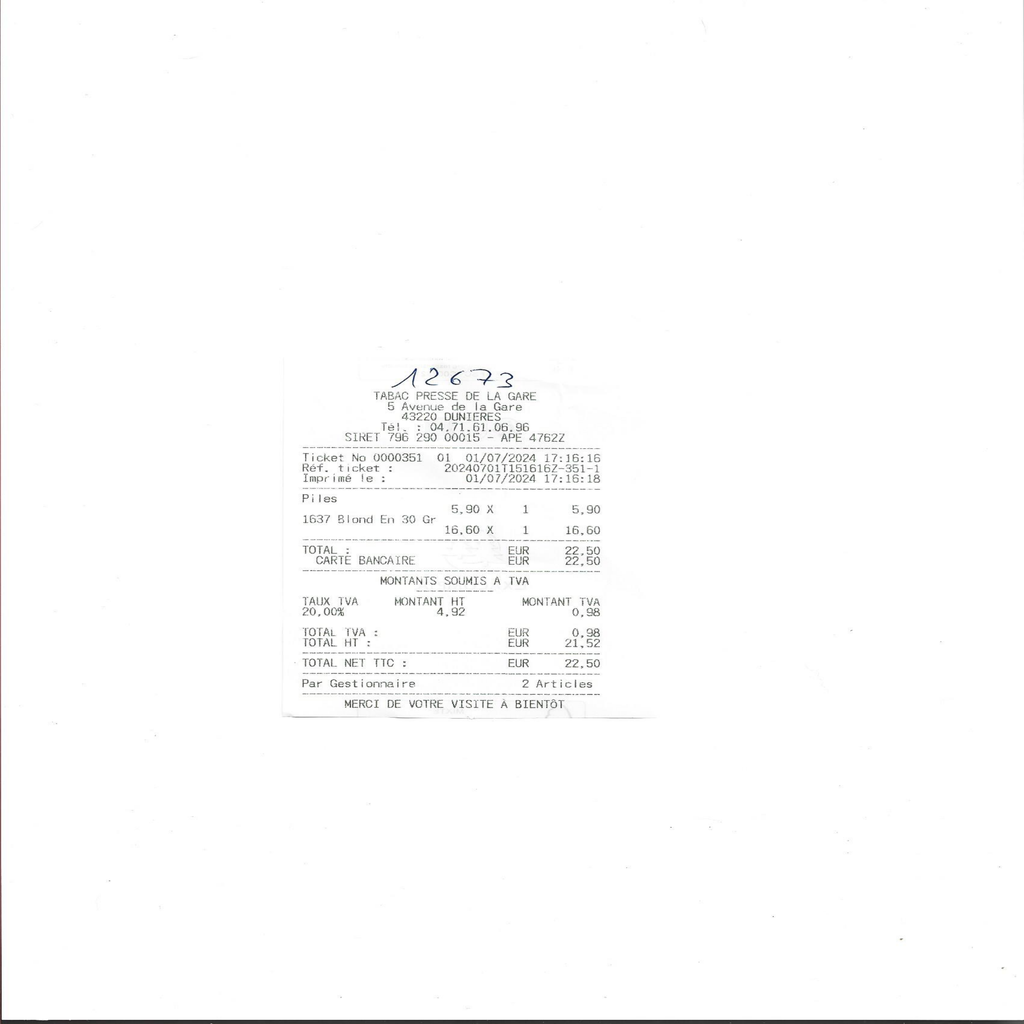 12673
TABAC PRESSE DE LA GARE
5 Avenue de la Gare
43220 DUNIERES
Tél. : 04.71.61.06.96
SIRET 796 290 00015 - APE 4762Z
Ticket No 0000351 01 01/07/2024 17:16:16
Réf. ticket : 20240701T151616Z-351-1
Imprimé le : 01/07/2024 17:16:18
Piles
5,90 X 1 5,90
1637 Blond En 30 Gr
16,60 X 1 16,60
TOTAL : EUR 22,50
CARTE BANCAIRE EUR 22,50
MONTANTS SOUMIS A TVA
TAUX TVA MONTANT HT MONTANT TVA
20,00% 4,92 0,98
TOTAL TVA : EUR 0,98
TOTAL HT : EUR 21,52
TOTAL NET TTC : EUR 22,50
Par Gestionnaire 2 Articles
MERCI DE VOTRE VISITE À BIENTÔT